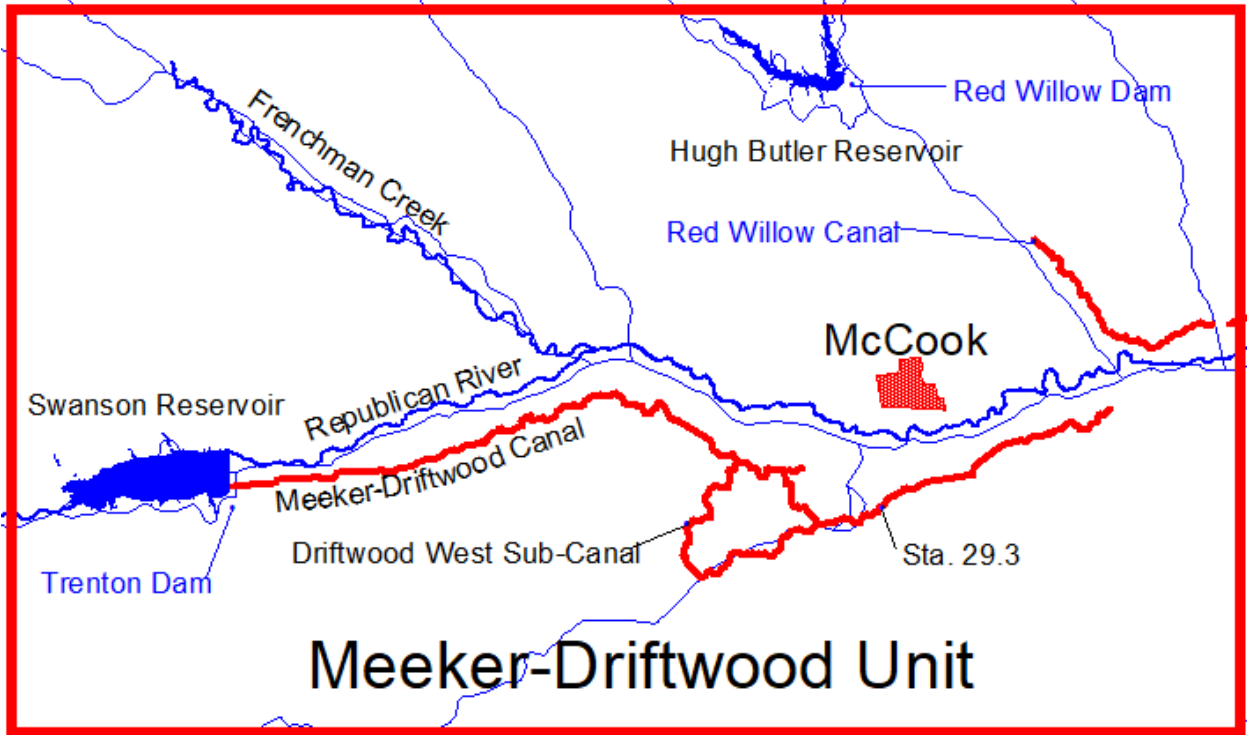 Frenchman Creek
Red Willow Dam
Hugh Butler Reservoir
Red Willow Canal
McCook
Swanson Reservoir
Republican River
Meeker-Driftwood Canal
Driftwood West Sub-Canal
Sta. 29.3
Trenton Dam
Meeker-Driftwood Unit